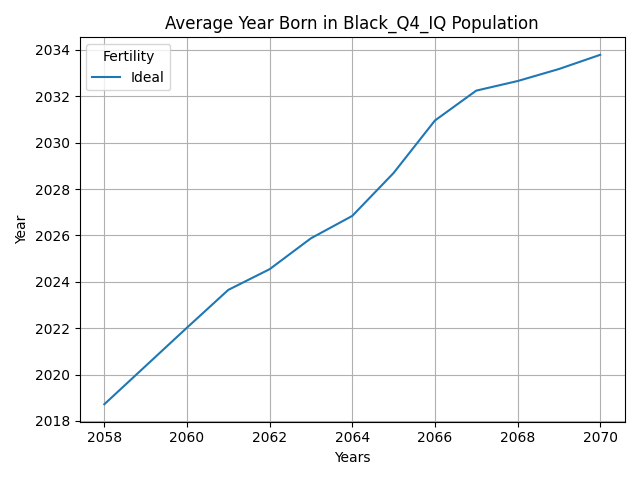 Average Year Born in Black_Q4_IQ Population
Fertility
Ideal
2034
2032
2030
2028
2026
2024
2022
2020
2018
Year
2058 2060 2062 2064 2066 2068 2070
Years